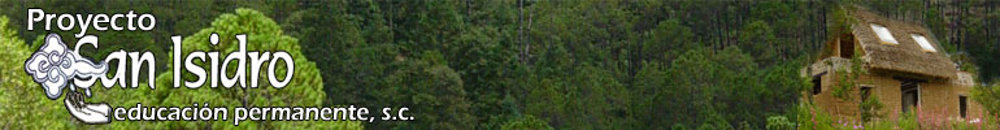 Proyecto
San Isidro
educación permanente, s.c.